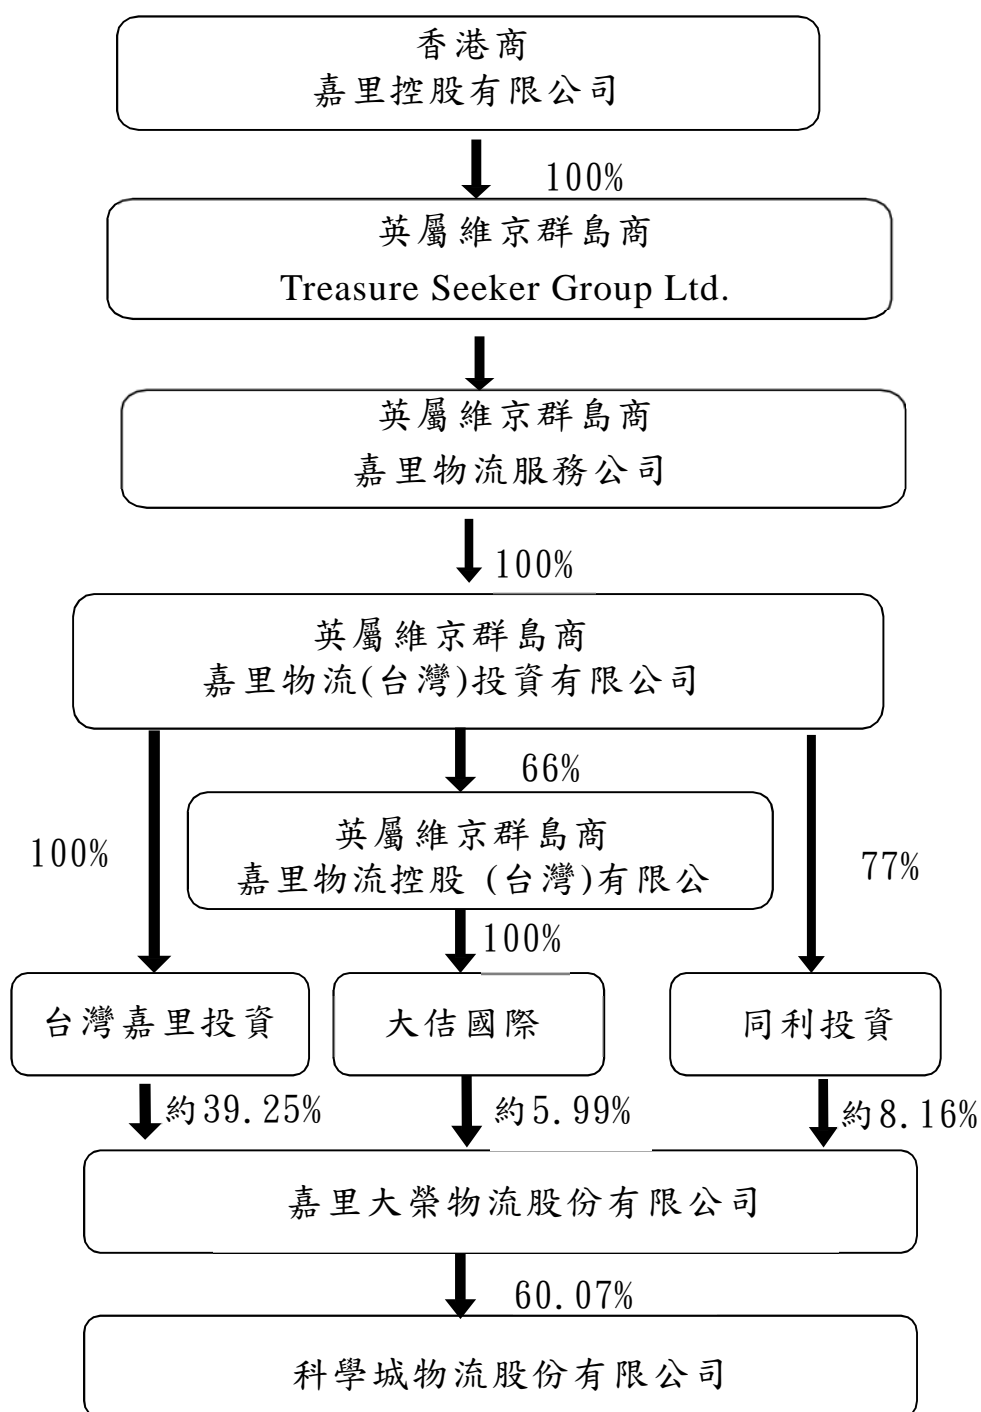 香港商
嘉里控股有限公司
100%
英屬維京群島商
Treasure Seeker Group Ltd.
英屬維京群島商
嘉里物流服務公司
100%
英屬維京群島商
嘉里物流(台灣)投資有限公司
66%
英屬維京群島商
嘉里物流控股 (台灣)有限公
100%
77%
100%
台灣嘉里投資
大佶國際
同利投資
約39.25%
約5.99%
約8.16%
嘉里大榮物流股份有限公司
60.07%
科學城物流股份有限公司